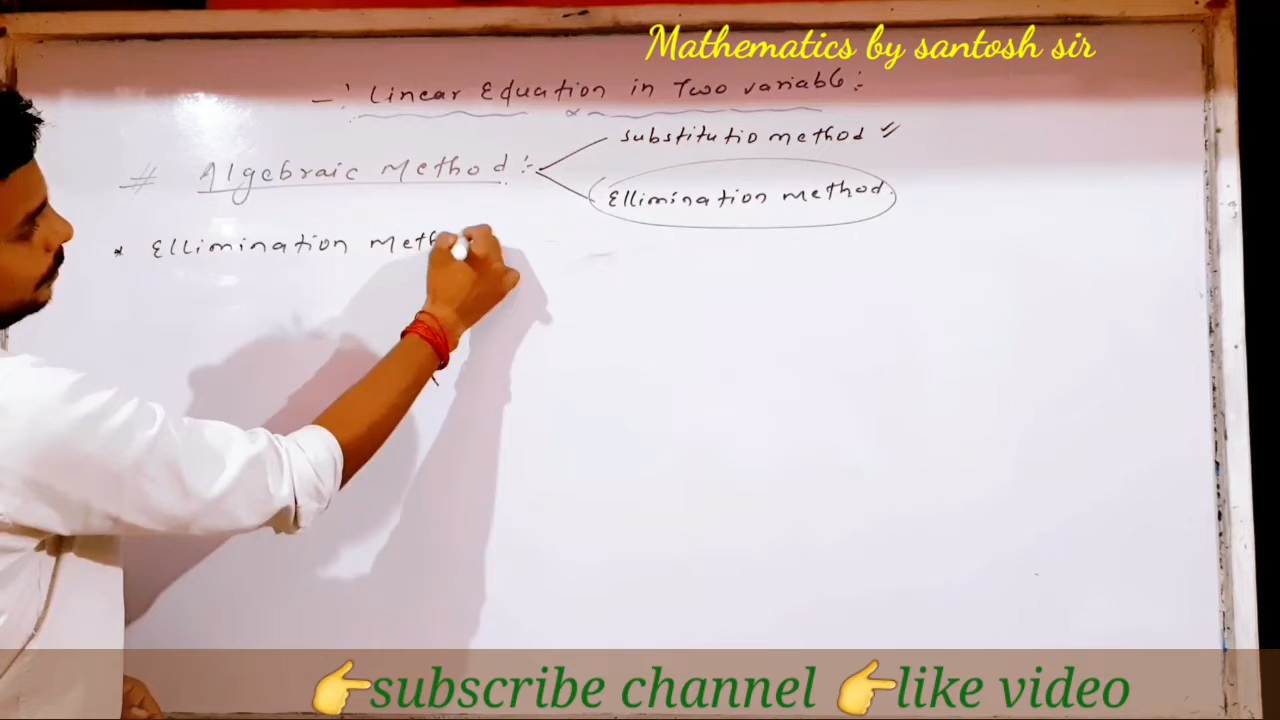 Mathematics by santosh sir
-: Linear Equation in Two variable:-
substitutio method
# Algebraic Method:-
Ellimination method.
* Ellimination Meth
👉subscribe channel 👉like video